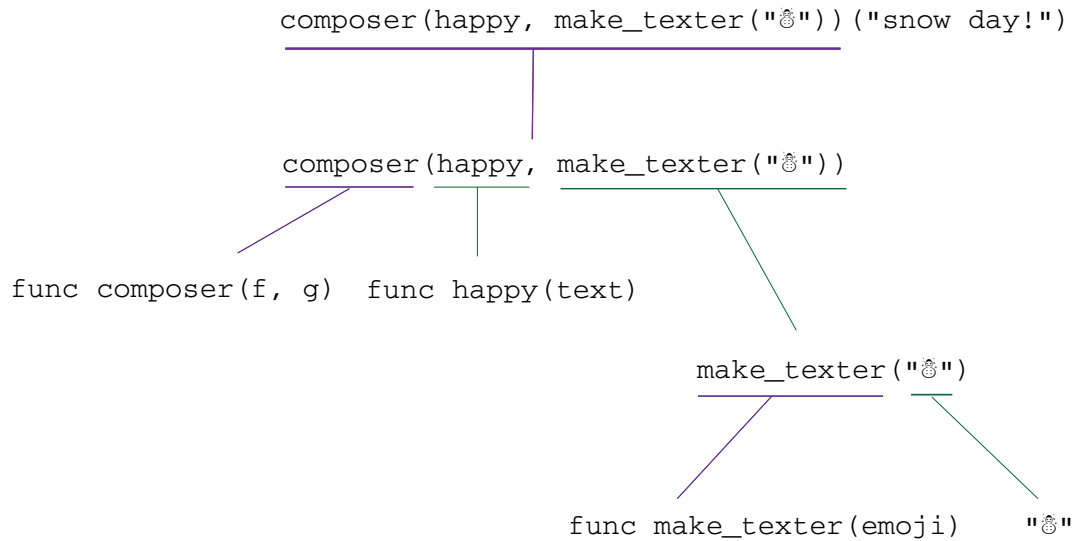 composer(happy, make_texter("☃"))("snow day!")
composer(happy, make_texter("☃"))
func composer(f, g) func happy(text)
make_texter("☃")
func make_texter(emoji) "☃"